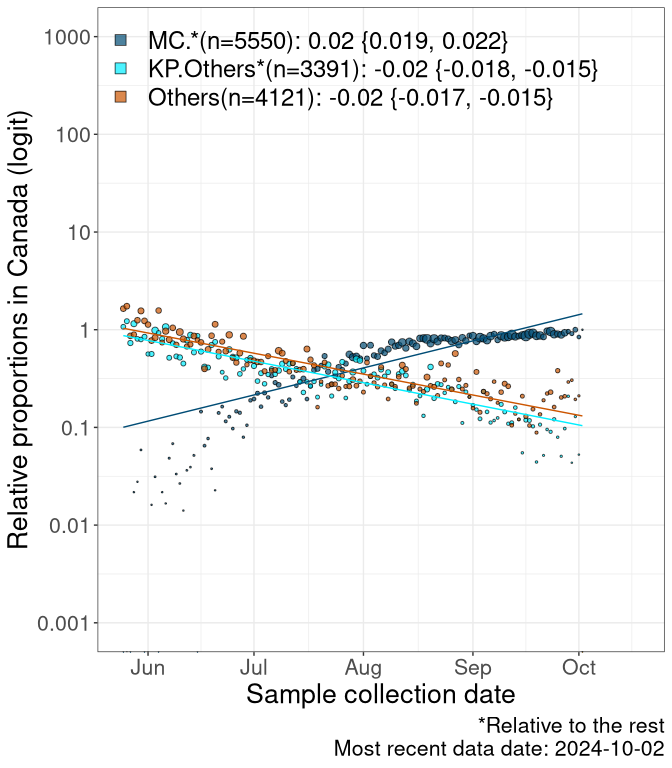 Relative proportions in Canada (logit)
1000
100
10
1
0.1
0.01
0.001
MC.*(n=5550): 0.02 {0.019, 0.022}
KP.Others*(n=3391): -0.02 {-0.018, -0.015}
Others(n=4121): -0.02 {-0.017, -0.015}
Jun Jul Aug Sep Oct
Sample collection date
*Relative to the rest
Most recent data date: 2024-10-02